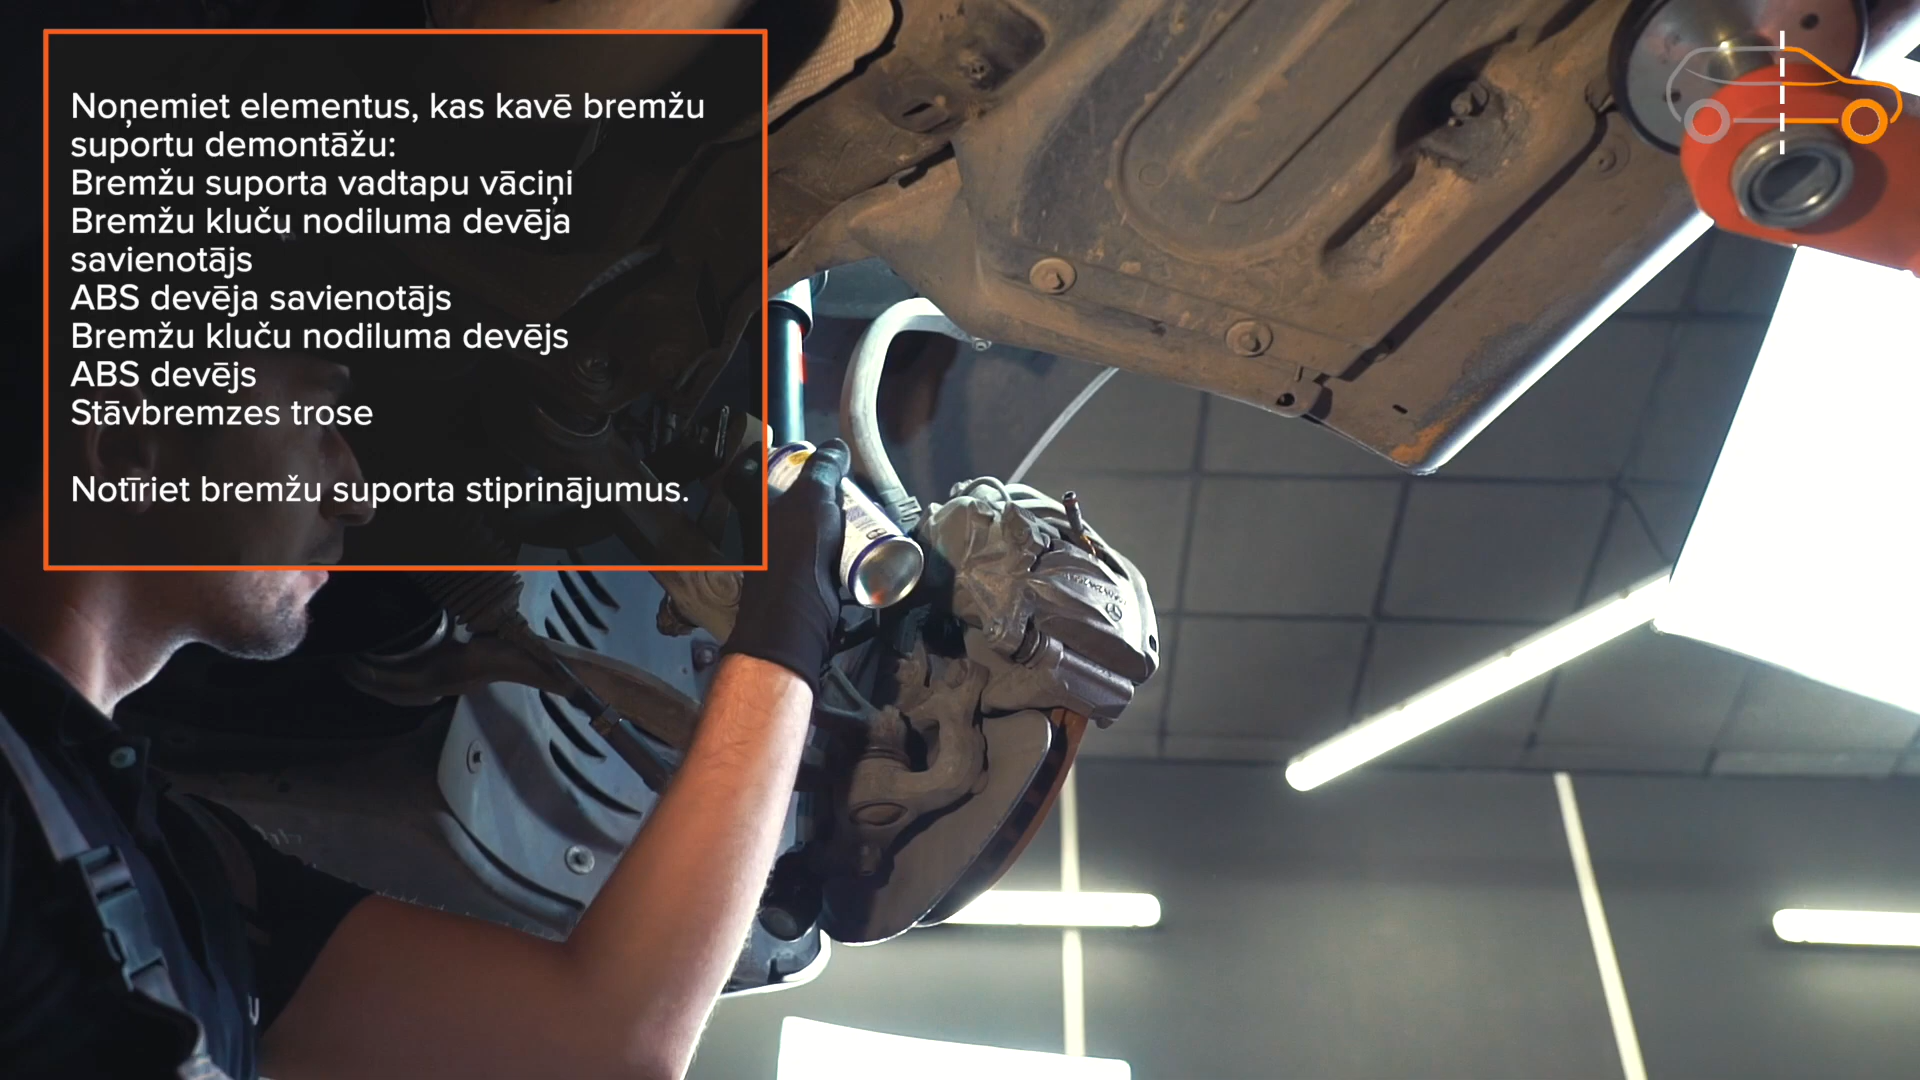 Noņemiet elementus, kas kavē bremžu
suportu demontāžu:
Bremžu suporta vadtapu vāciņi
Bremžu kluču nodiluma devēja
savienotājs
ABS devēja savienotājs
Bremžu kluču nodiluma devējs
ABS devējs
Stāvbremzes trose
Notīriet bremžu suporta stiprinājumus.